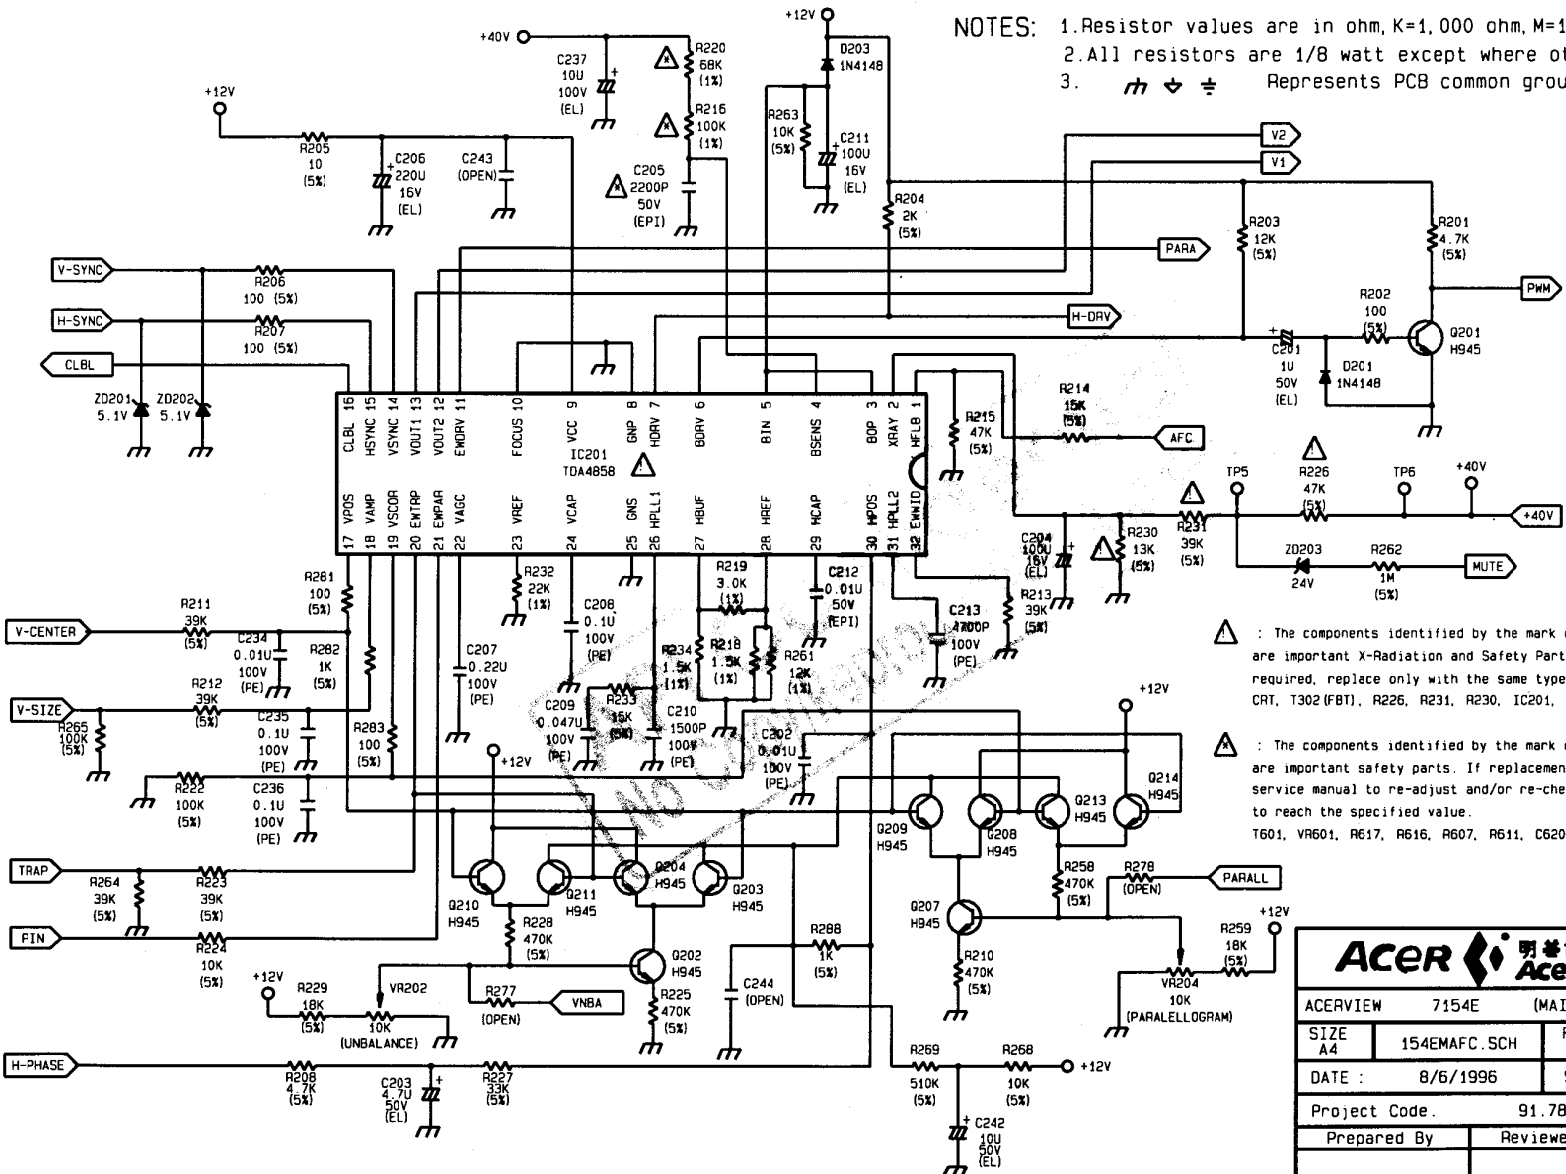 NOTES: 1.Resistor values are in ohm, K=1,000 ohm, M=1
2.All resistors are 1/8 watt except where ot
3. Represents PCB common grou
+12V
+40V
C237
10U
100V
(EL)
R220
68K
(1%)
R216
100K
(1%)
C205
2200P
50V
(EPI)
D203
1N4148
R263
10K
(5%)
C211
100U
16V
(EL)
+12V
R205
10
(5%)
C206
220U
16V
(EL)
C243
(OPEN)
V2
V1
R204
2K
(5%)
R203
12K
(5%)
R201
4.7K
(5%)
PARA
PWM
H-DRV
R202
100
(5%)
Q201
H945
C201
1U
50V
(EL)
D201
1N4148
V-SYNC
R206
100 (5%)
H-SYNC
R207
100 (5%)
CLBL
ZD201
5.1V
ZD202
5.1V
CLBL 16
HSYNC 15
VSYNC 14
VOUT1 13
VOUT2 12
EWDRV 11
FOCUS 10
VCC 9
GNP 8
HDRV 7
BDRV 6
BIN 5
BSENS 4
BOP 3
XRAY 2
HFLB 1
IC201
TDA4858
VPOS 17
VAMP 18
VSCOR 19
EWTRP 20
EWPAR 21
VAGC 22
VREF 23
VCAP 24
GNS 25
HPLL1 26
HBUF 27
HREF 28
HCAP 29
HPOS 30
HPLL2 31
EWWID 32
R215
47K
(5%)
R214
15K
(5%)
AFC
TP5
R226
47K
(5%)
TP6
+40V
+40V
R231
39K
(5%)
R230
13K
(5%)
C204
100U
16V
(EL)
ZD203
24V
R262
1M
(5%)
MUTE
R281
100
(5%)
R211
39K
(5%)
V-CENTER
C234
0.01U
100V
(PE)
R282
1K
(5%)
R212
39K
(5%)
V-SIZE
R265
100K
(5%)
C235
0.1U
100V
(PE)
R283
100
(5%)
R222
100K
(5%)
C236
0.1U
100V
(PE)
R232
22K
(1%)
C207
0.22U
100V
(PE)
C208
0.1U
100V
(PE)
C209
0.047U
100V
(PE)
R233
15K
(5%)
C210
1500P
100V
(PE)
R234
1.5K
(1%)
R219
3.0K
(1%)
R218
1.5K
(1%)
R261
12K
(1%)
C212
0.01U
50V
(EPI)
C213
4700P
100V
(PE)
R213
39K
(5%)
C202
0.01U
100V
(PE)
: The components identified by the mark
are important X-Radiation and Safety Part
required, replace only with the same type
CRT, T302(FBT), R226, R231, R230, IC201,
: The components identified by the mark
are important safety parts. If replacemen
service manual to re-adjust and/or re-che
to reach the specified value.
T601, VR601, R617, R616, R607, R611, C620
+12V
+12V
Q209
H945
Q208
H945
Q213
H945
Q214
H945
TRAP
R264
39K
(5%)
R223
39K
(5%)
Q210
H945
Q211
H945
Q204
H945
Q203
H945
R258
470K
(5%)
R278
(OPEN)
PARALL
Q207
H945
R210
470K
(5%)
PIN
R224
10K
(5%)
R228
470K
(5%)
Q202
H945
R225
470K
(5%)
R288
1K
(5%)
C244 (OPEN)
+12V
R229
18K
(5%)
VR202
10K
(UNBALANCE)
R277
(OPEN)
VNBA
VR204
10K
(PARALELLOGRAM)
R259
18K
(5%)
+12V
H-PHASE
R208
4.7K
(5%)
C203
4.7U
50V
(EL)
R227
33K
(5%)
R269
510K
(5%)
R268
10K
(5%)
+12V
C242
10U
50V
(EL)
ACER
ACERVIEW 7154E (MAI
SIZE
A4
154EMAFC.SCH
DATE : 8/6/1996
Project Code. 91.78
Prepared By
Reviewe
NO